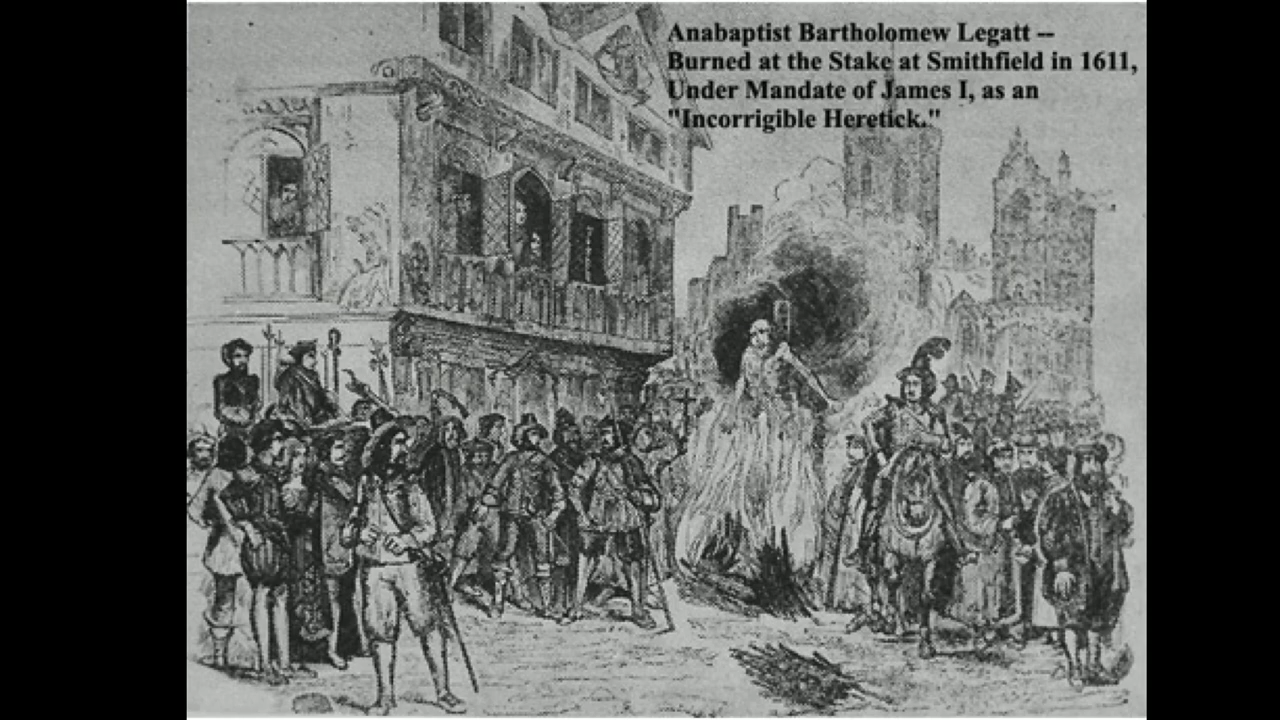 Anabaptist Bartholomew Legatt --
Burned at the Stake at Smithfield in 1611,
Under Mandate of James I, as an
"Incorrigible Heretick."